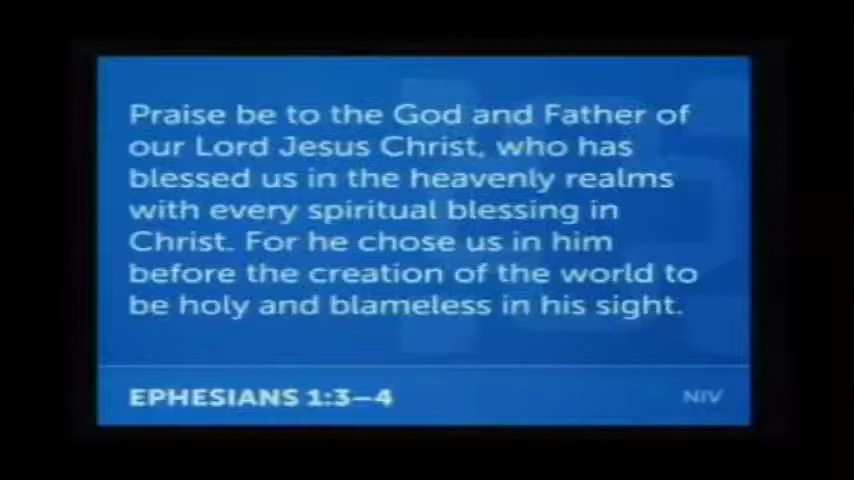 Praise be to the God and Father of
our Lord Jesus Christ, who has
blessed us in the heavenly realms
with every spiritual blessing in
Christ. For he chose us in him
before the creation of the world to
be holy and blameless in his sight.
EPHESIANS 1:3–4
NIV